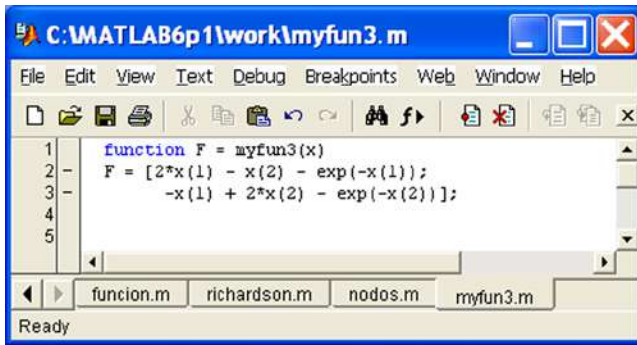 C:\MATLAB6p1\work\myfun3.m
File Edit View Text Debug Breakpoints Web Window Help
1 function F = myfun3(x)
2 - F = [2*x(1) - x(2) - exp(-x(1));
3 - -x(1) + 2*x(2) - exp(-x(2))];
4
5
funcion.m richardson.m nodos.m myfun3.m
Ready